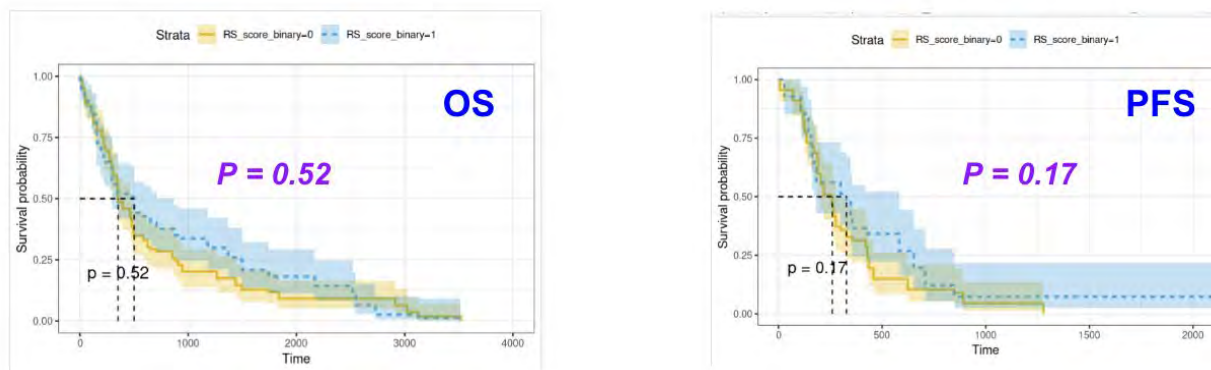 Strata RS_score_binary=0 RS_score_binary=1
1.00
0.75
0.50
0.25
0.00
Survival probability
OS
P = 0.52
p = 0.52
0 1000 2000 3000 4000
Time
Strata RS_score_binary=0 RS_score_binary=1
1.00
0.75
0.50
0.25
0.00
Survival probability
PFS
P = 0.17
p = 0.17
0 500 1000 1500 2000
Time